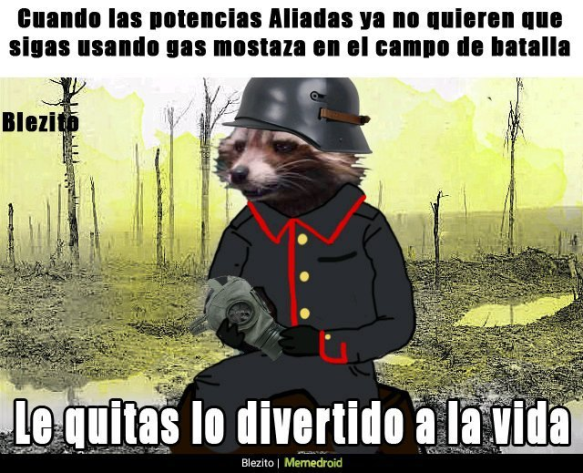 Cuando las potencias Aliadas ya no quieren que
sigas usando gas mostaza en el campo de batalla
Blezito
Le quitas lo divertido a la vida
Blezito | Memedroid